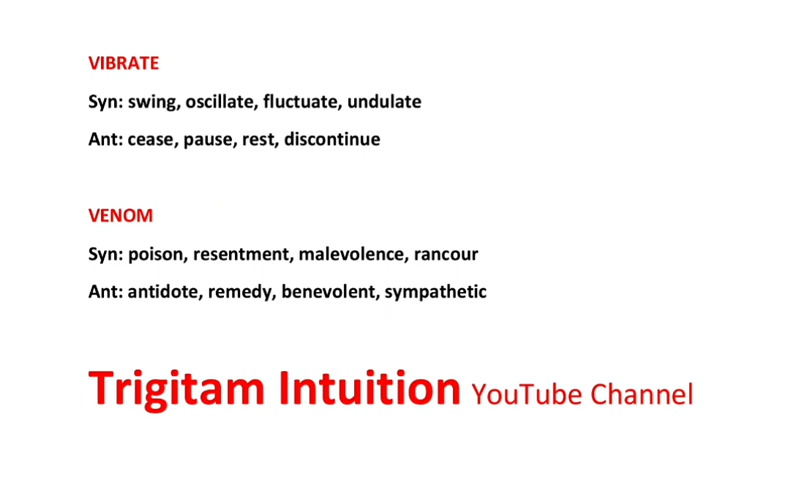 VIBRATE
Syn: swing, oscillate, fluctuate, undulate
Ant: cease, pause, rest, discontinue
VENOM
Syn: poison, resentment, malevolence, rancour
Ant: antidote, remedy, benevolent, sympathetic
Trigitam Intuition YouTube Channel